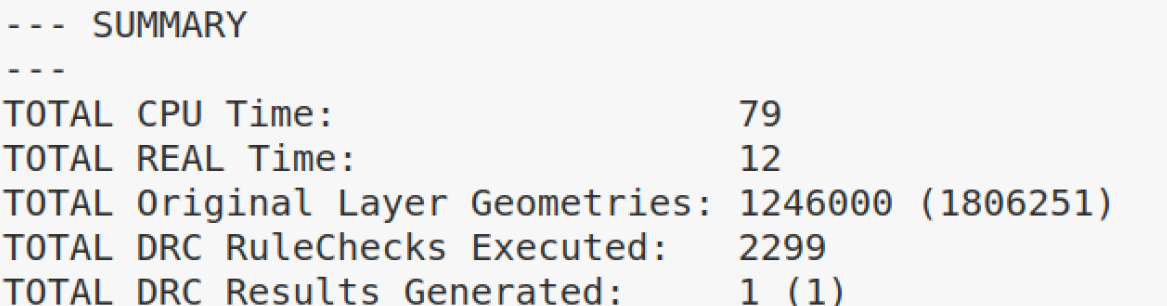 --- SUMMARY
---
TOTAL CPU Time: 79
TOTAL REAL Time: 12
TOTAL Original Layer Geometries: 1246000 (1806251)
TOTAL DRC RuleChecks Executed: 2299
TOTAL DRC Results Generated: 1 (1)